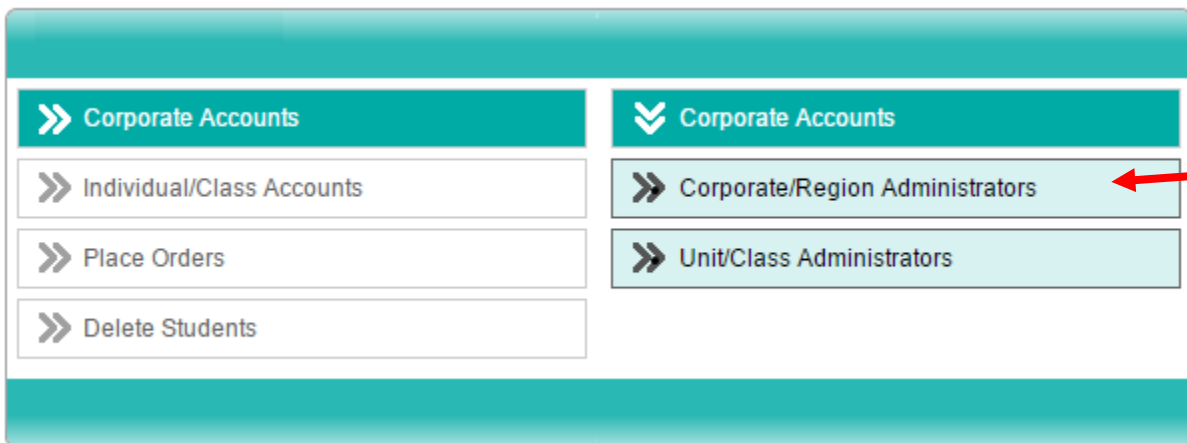 Corporate Accounts
Individual/Class Accounts
Place Orders
Delete Students
Corporate Accounts
Corporate/Region Administrators
Unit/Class Administrators